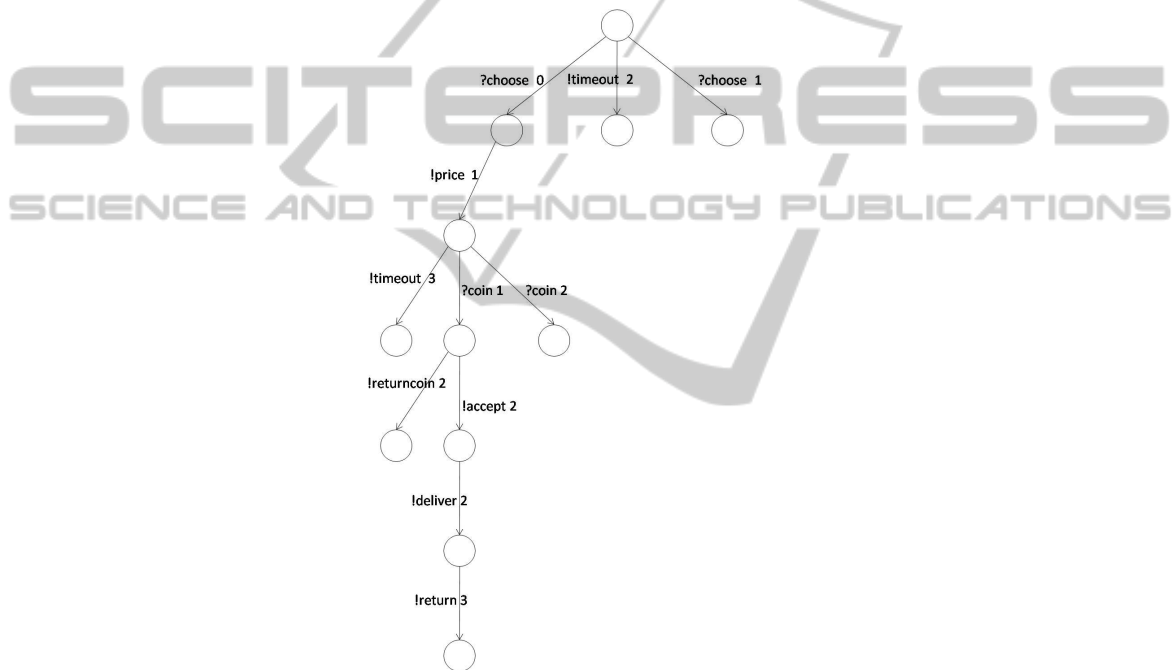 SCITEPRESS
SCIENCE AND TECHNOLOGY PUBLICATIONS
?choose 0
!timeout 2
?choose 1
!price 1
!timeout 3
?coin 1
?coin 2
!returncoin 2
!accept 2
!deliver 2
!return 3